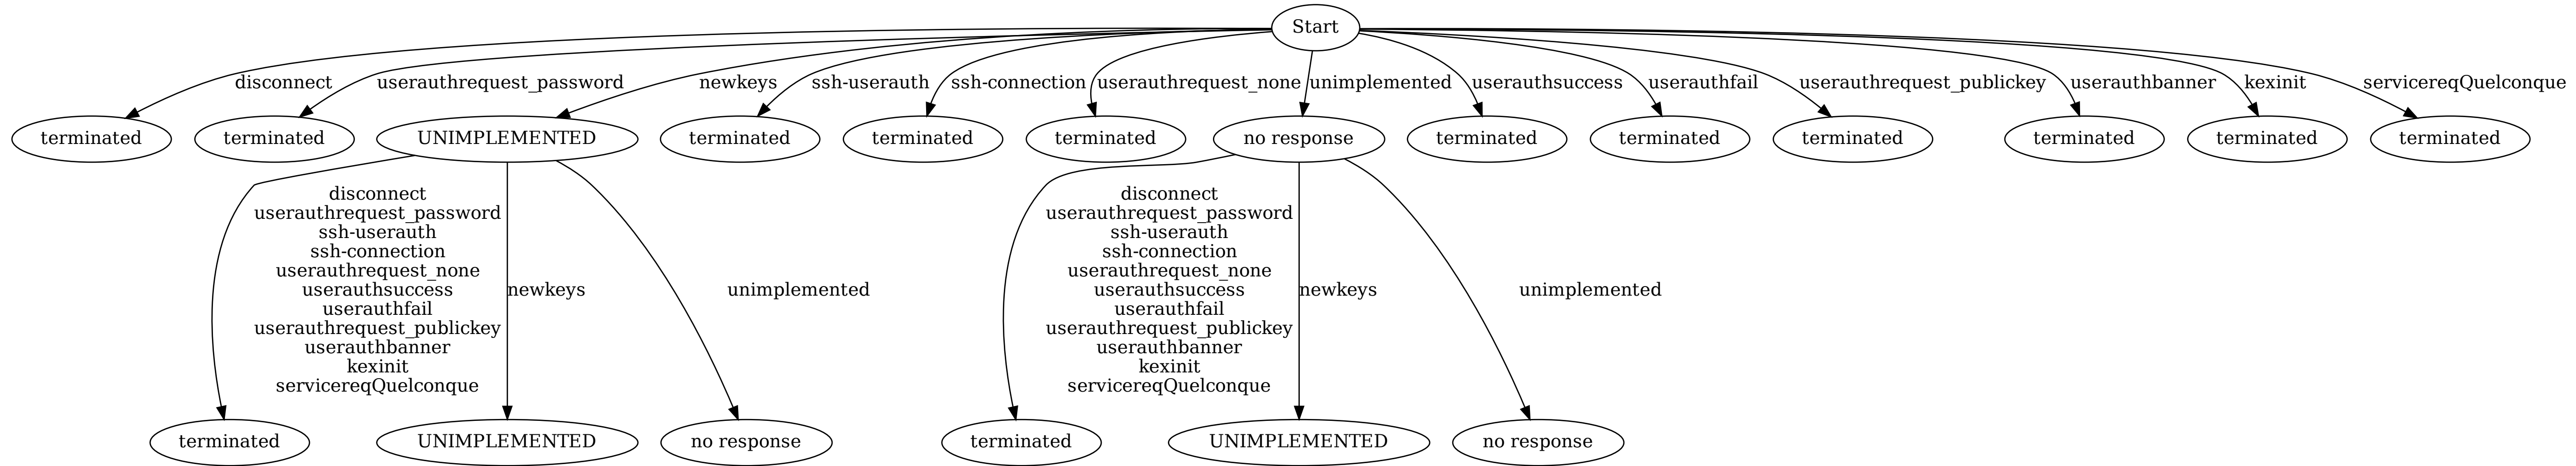 Start
disconnect
userauthrequest_password
newkeys
ssh-userauth
ssh-connection
userauthrequest_none
unimplemented
userauthsuccess
userauthfail
userauthrequest_publickey
userauthbanner
kexinit
servicereqQuelconque
terminated
terminated
UNIMPLEMENTED
terminated
terminated
terminated
no response
terminated
terminated
terminated
terminated
terminated
terminated
disconnect
userauthrequest_password
ssh-userauth
ssh-connection
userauthrequest_none
userauthsuccess
userauthfail
userauthrequest_publickey
userauthbanner
kexinit
servicereqQuelconque
newkeys
unimplemented
disconnect
userauthrequest_password
ssh-userauth
ssh-connection
userauthrequest_none
userauthsuccess
userauthfail
userauthrequest_publickey
userauthbanner
kexinit
servicereqQuelconque
newkeys
unimplemented
terminated
UNIMPLEMENTED
no response
terminated
UNIMPLEMENTED
no response